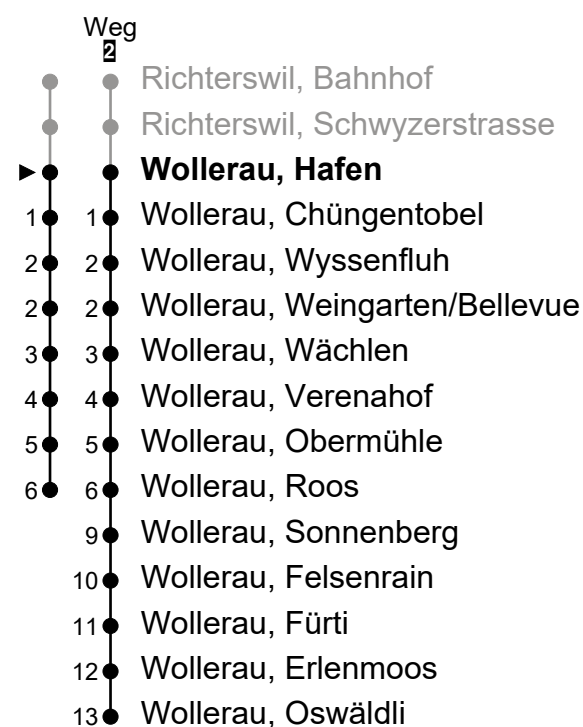 Weg
2
Richterswil, Bahnhof
Richterswil, Schwyzerstrasse
Wollerau, Hafen
1 1 Wollerau, Chüngentobel
2 2 Wollerau, Wyssenfluh
2 2 Wollerau, Weingarten/Bellevue
3 3 Wollerau, Wächlen
4 4 Wollerau, Verenahof
5 5 Wollerau, Obermühle
6 6 Wollerau, Roos
9 Wollerau, Sonnenberg
10 Wollerau, Felsenrain
11 Wollerau, Fürti
12 Wollerau, Erlenmoos
13 Wollerau, Oswäldli